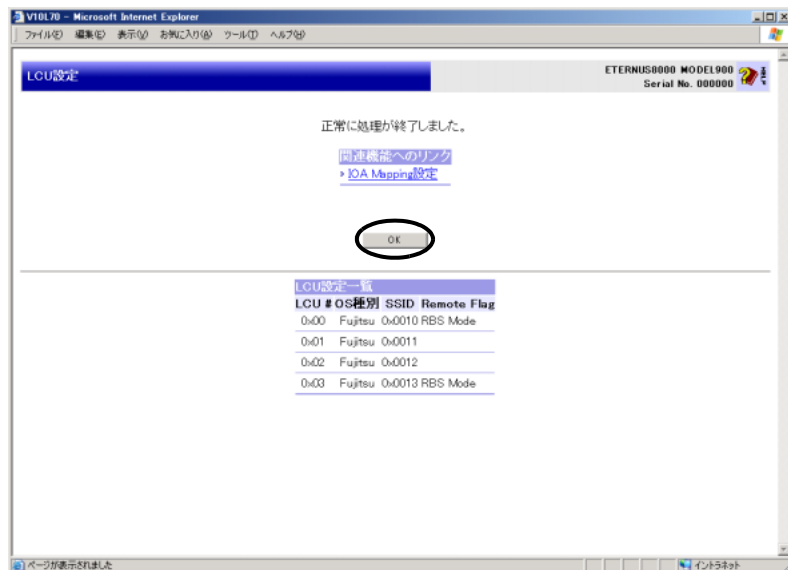 V10L70 - Microsoft Internet Explorer
ファイル(F) 編集(E) 表示(V) お気に入り(A) ツール(T) ヘルプ(H)
LCU設定
ETERNUS8000 MODEL900
Serial No. 000000
正常に処理が終了しました。
関連機能へのリンク
IOA Mapping設定
OK
LCU設定一覧
LCU # OS種別 SSID Remote Flag
0x00 Fujitsu 0x0010 RBS Mode
0x01 Fujitsu 0x0011
0x02 Fujitsu 0x0012
0x03 Fujitsu 0x0013 RBS Mode
ページが表示されました
イントラネット